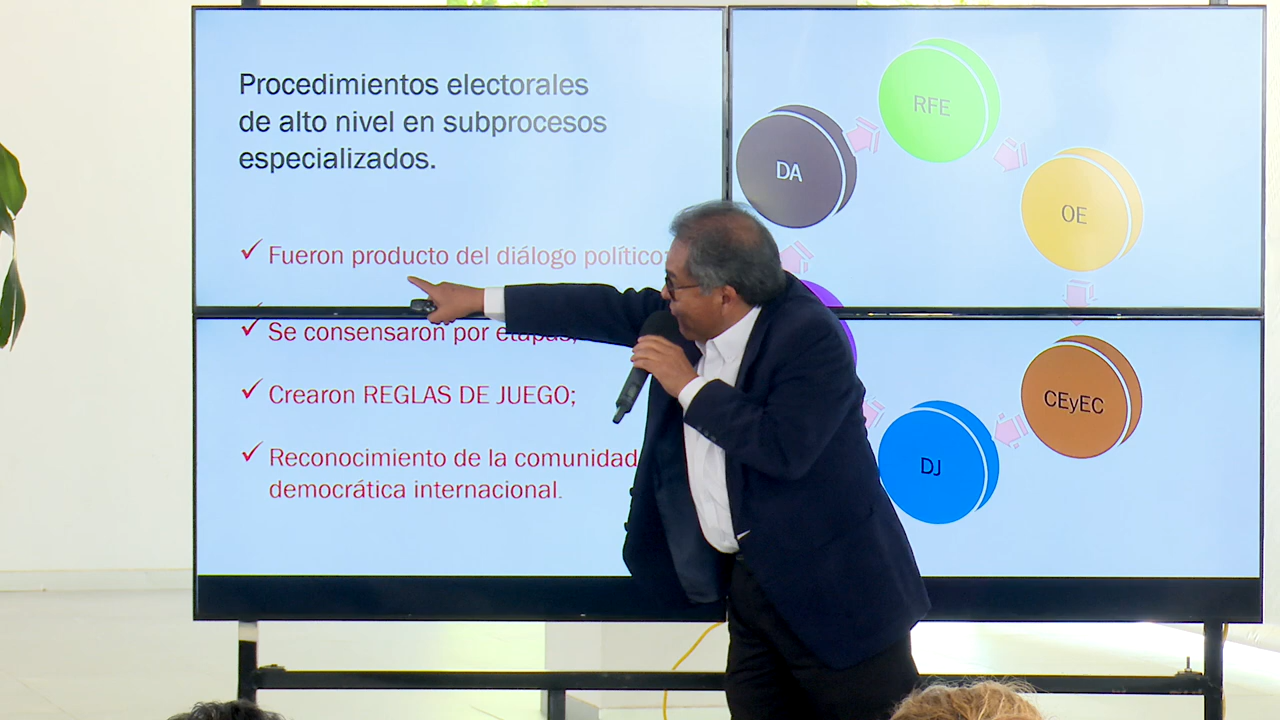 Procedimientos electorales
de alto nivel en subprocesos
especializados.
✓ Fueron producto del diálogo político
✓ Se consensaron por etapas,
✓ Crearon REGLAS DE JUEGO;
✓ Reconocimiento de la comunidad
democrática internacional.
RFE
DA
OE
CEyEC
DJ